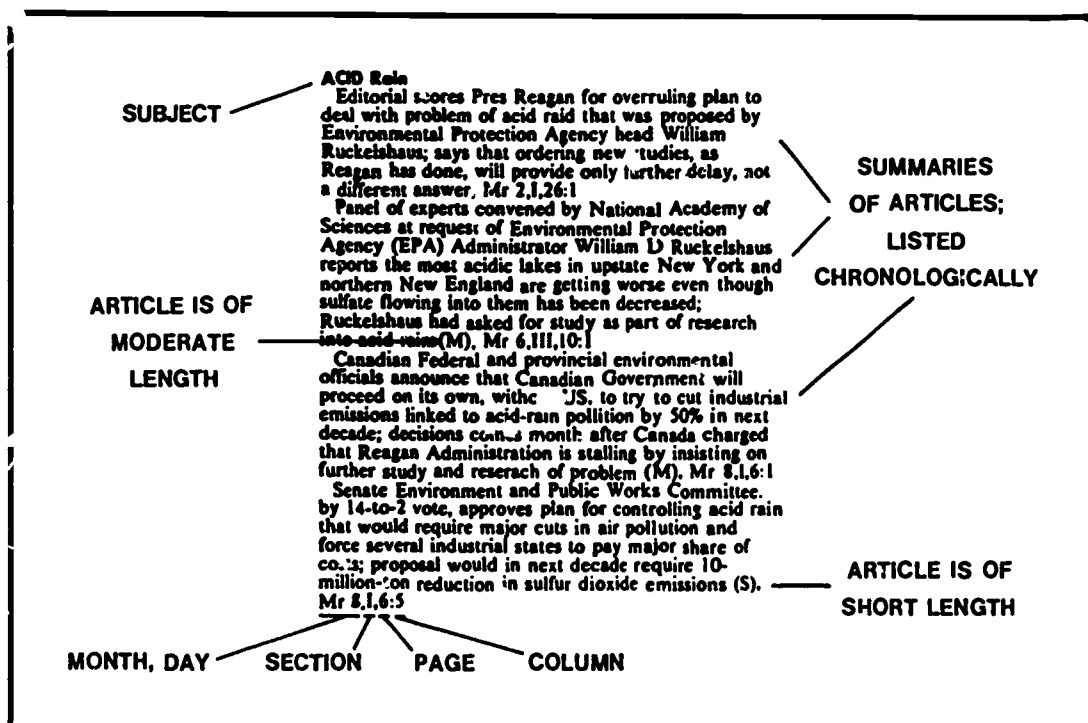 ACID Rain
Editorial scores Pres Reagan for overruling plan to
deal with problem of acid raid that was proposed by
Environmental Protection Agency head William
Ruckelshaus; says that ordering new studies, as
Reagan has done, will provide only further delay, not
a different answer, Mr 2,I,26:1
Panel of experts convened by National Academy of
Sciences at request of Environmental Protection
Agency (EPA) Administrator William D Ruckelshaus
reports the most acidic lakes in upstate New York and
northern New England are getting worse even though
sulfate flowing into them has been decreased;
Ruckelshaus had asked for study as part of research
into acid rains (M), Mr 6,III,10:1
Canadian Federal and provincial environmental
officials announce that Canadian Government will
proceed on its own, US, to try to cut industrial
emissions linked to acid-rain pollition by 50% in next
decade; decisions comes month after Canada charged
that Reagan Administration is stalling by insisting on
further study and reserach of problem (M), Mr 8,I,6:1
Senate Environment and Public Works Committee,
by 14-to-2 vote, approves plan for controlling acid rain
that would require major cuts in air pollution and
force several industrial states to pay major share of
costs; proposal would in next decade require 10-
million-ton reduction in sulfur dioxide emissions (S),
Mr 8,I,6:5
SUBJECT
ARTICLE IS OF
MODERATE
LENGTH
SUMMARIES
OF ARTICLES;
LISTED
CHRONOLOGICALLY
ARTICLE IS OF
SHORT LENGTH
MONTH, DAY SECTION PAGE COLUMN